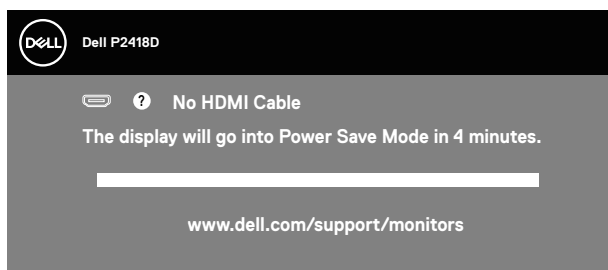 DELL
Dell P2418D
? No HDMI Cable
The display will go into Power Save Mode in 4 minutes.
www.dell.com/support/monitors